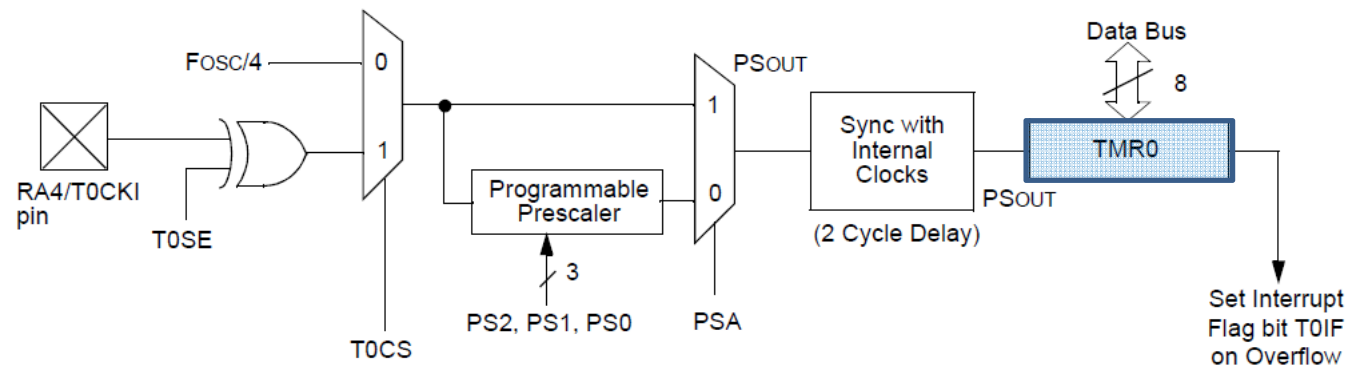 Data Bus
8
FOSC/4
0
PSOUT
1
Sync with
Internal
Clocks
TMR0
1
RA4/T0CKI
pin
T0SE
Programmable
Prescaler
0
PSOUT
(2 Cycle Delay)
3
PS2, PS1, PS0
PSA
T0CS
Set Interrupt
Flag bit T0IF
on Overflow